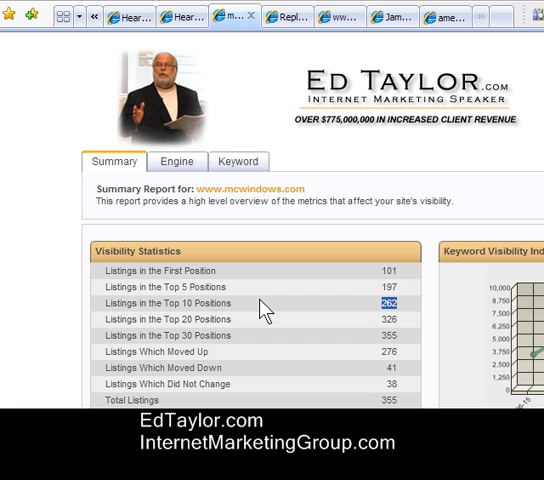 Hear...
Hear...
m...
Repl...
ww...
Jam...
ame...
ED TAYLOR.COM
INTERNET MARKETING SPEAKER
OVER $775,000,000 IN INCREASED CLIENT REVENUE
Summary
Engine
Keyword
Summary Report for: www.mcwindows.com
This report provides a high level overview of the metrics that affect your site's visibility.
Visibility Statistics
Listings in the First Position 101
Listings in the Top 5 Positions 197
Listings in the Top 10 Positions 262
Listings in the Top 20 Positions 326
Listings in the Top 30 Positions 355
Listings Which Moved Up 276
Listings Which Moved Down 41
Listings Which Did Not Change 38
Total Listings 355
Keyword Visibility Ind
10,000
8,750
7,500
6,250
5,000
3,750
2,500
1,250
0
EdTaylor.com
InternetMarketingGroup.com